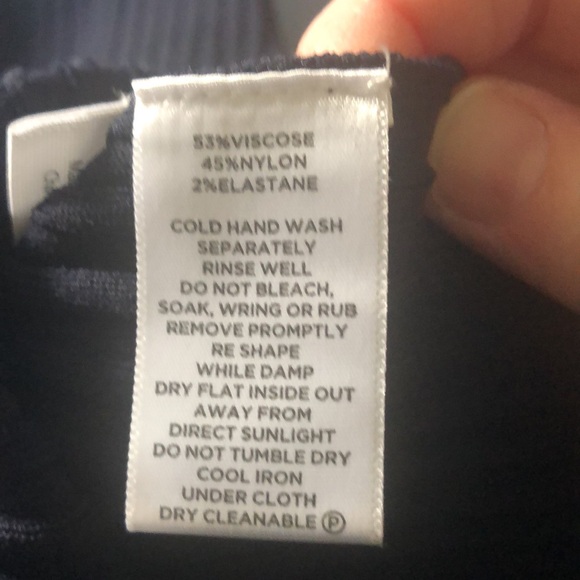 53%VISCOSE
45%NYLON
2%ELASTANE
COLD HAND WASH
SEPARATELY
RINSE WELL
DO NOT BLEACH,
SOAK, WRING OR RUB
REMOVE PROMPTLY
RE SHAPE
WHILE DAMP
DRY FLAT INSIDE OUT
AWAY FROM
DIRECT SUNLIGHT
DO NOT TUMBLE DRY
COOL IRON
UNDER CLOTH
DRY CLEANABLE Ⓟ